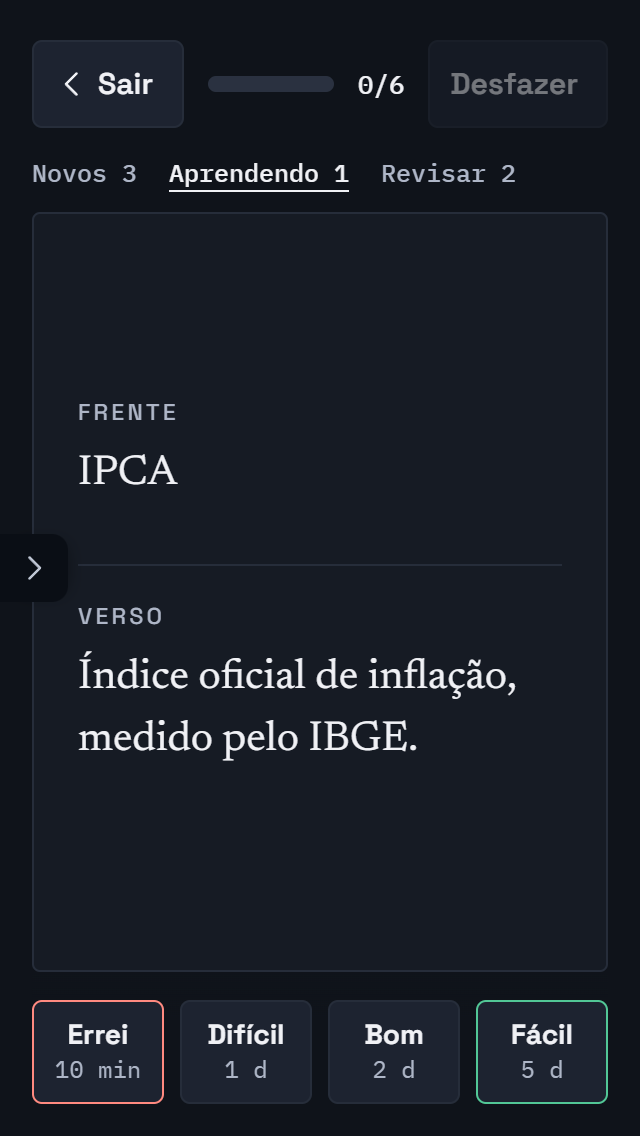 Sair
0/6
Desfazer
Novos 3
Aprendendo 1
Revisar 2
FRENTE
IPCA
VERSO
Índice oficial de inflação,
medido pelo IBGE.
Errei
10 min
Difícil
1 d
Bom
2 d
Fácil
5 d